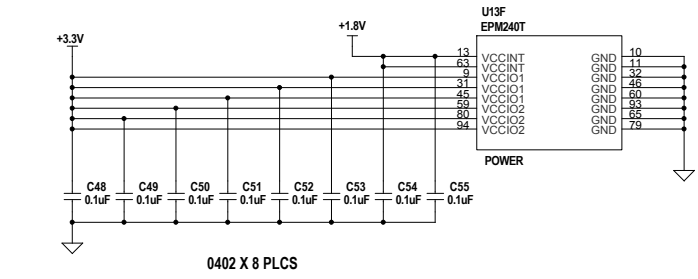 U13F
EPM240T
+1.8V
+3.3V
13 VCCINT GND 10
63 VCCINT GND 11
9 VCCIO1 GND 32
31 VCCIO1 GND 46
45 VCCIO1 GND 60
59 VCCIO2 GND 93
80 VCCIO2 GND 65
94 VCCIO2 GND 79
POWER
C48 C49 C50 C51 C52 C53 C54 C55
0.1uF 0.1uF 0.1uF 0.1uF 0.1uF 0.1uF 0.1uF 0.1uF
0402 X 8 PLCS